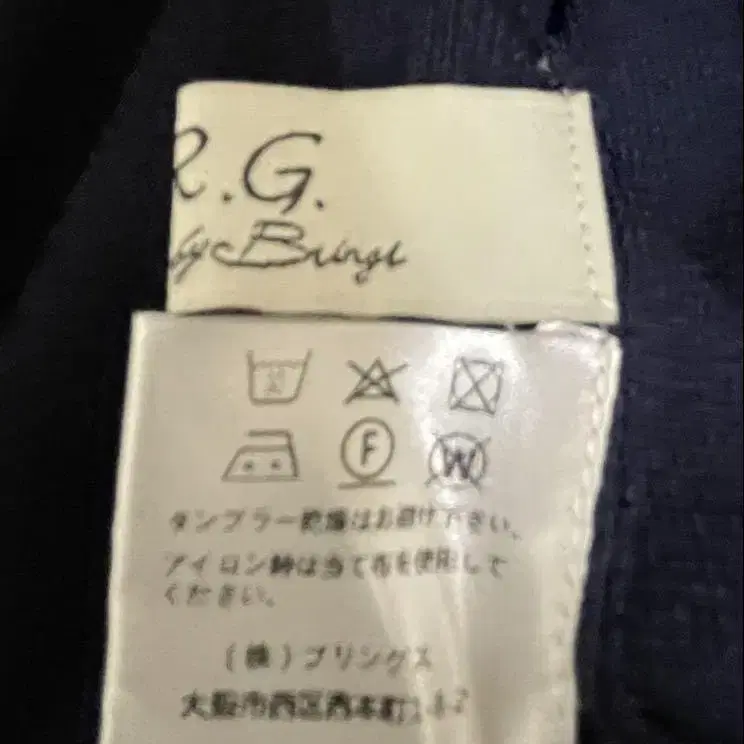 R.G.
by Brings
F W
タンブラー乾燥はお避け下さい。
アイロン時は当て布を使用して
ください。
(株)ブリングス
大阪市西区西本町